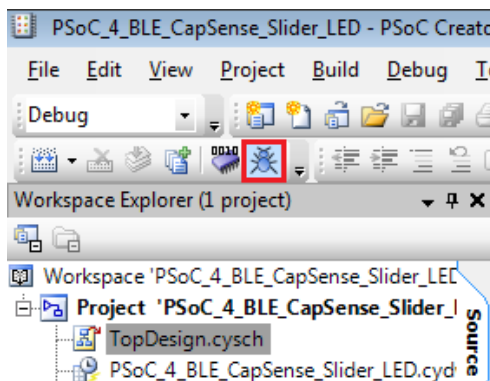 PSoC_4_BLE_CapSense_Slider_LED - PSoC Creato
File Edit View Project Build Debug
Debug
0010
Workspace Explorer (1 project)
Workspace 'PSoC_4_BLE_CapSense_Slider_LED
Project 'PSoC_4_BLE_CapSense_Slider_
TopDesign.cysch
PSoC_4_BLE_CapSense_Slider_LED.cyd
Source